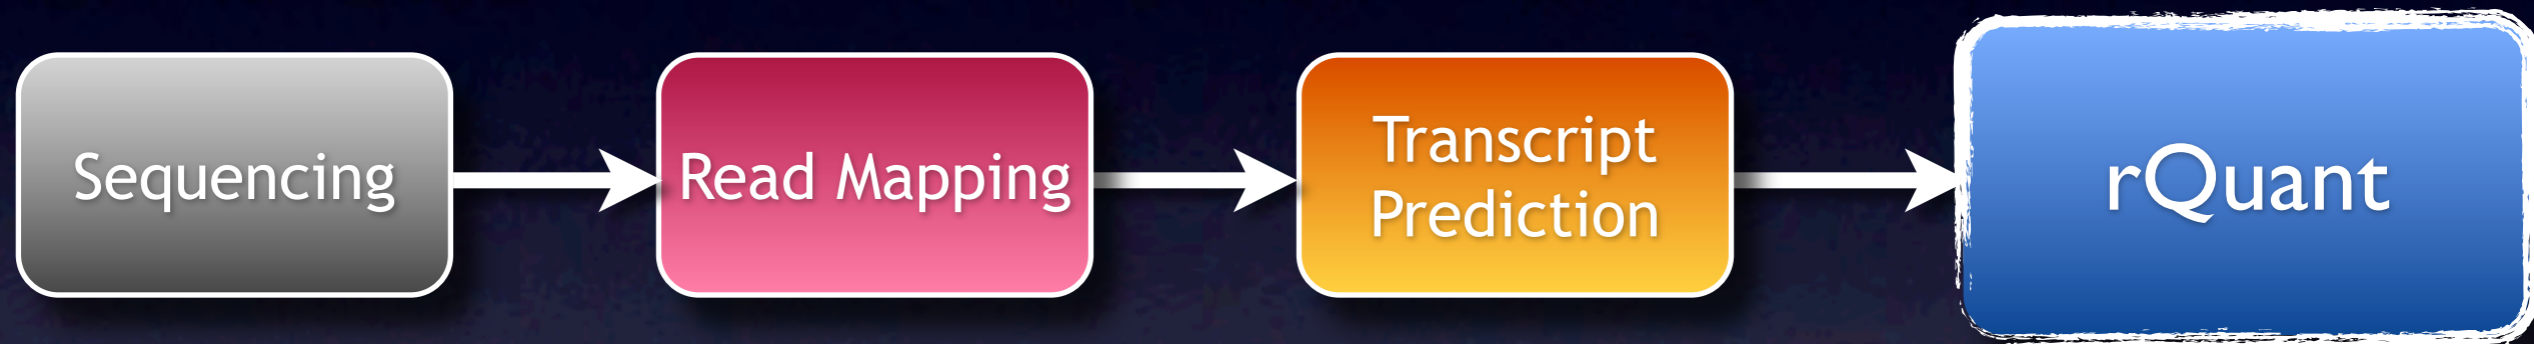 Sequencing
Read Mapping
Transcript
Prediction
rQuant